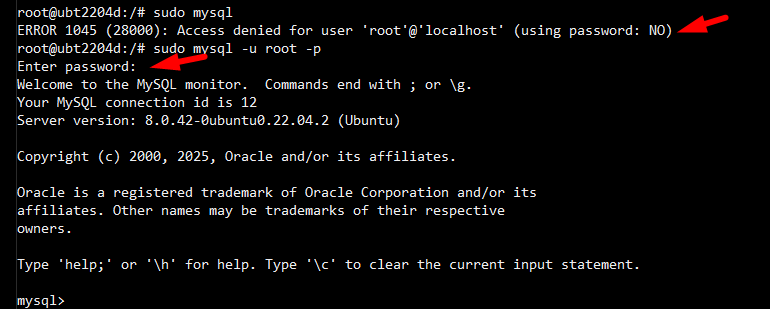 root@ubt2204d:/# sudo mysql
ERROR 1045 (28000): Access denied for user 'root'@'localhost' (using password: NO)
root@ubt2204d:/# sudo mysql -u root -p
Enter password:
Welcome to the MySQL monitor.  Commands end with ; or \g.
Your MySQL connection id is 12
Server version: 8.0.42-0ubuntu0.22.04.2 (Ubuntu)
Copyright (c) 2000, 2025, Oracle and/or its affiliates.
Oracle is a registered trademark of Oracle Corporation and/or its
affiliates. Other names may be trademarks of their respective
owners.
Type 'help;' or '\h' for help. Type '\c' to clear the current input statement.
mysql>